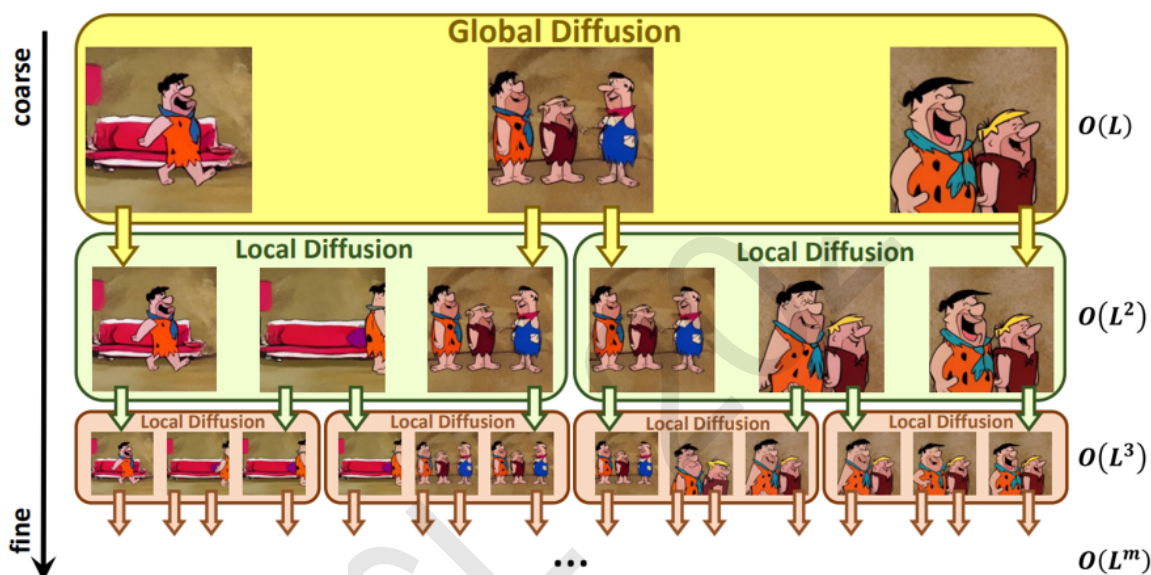 Global Diffusion
coarse
O(L)
Local Diffusion
Local Diffusion
O(L²)
Local Diffusion
Local Diffusion
Local Diffusion
Local Diffusion
O(L³)
fine
...
O(Lᵐ)